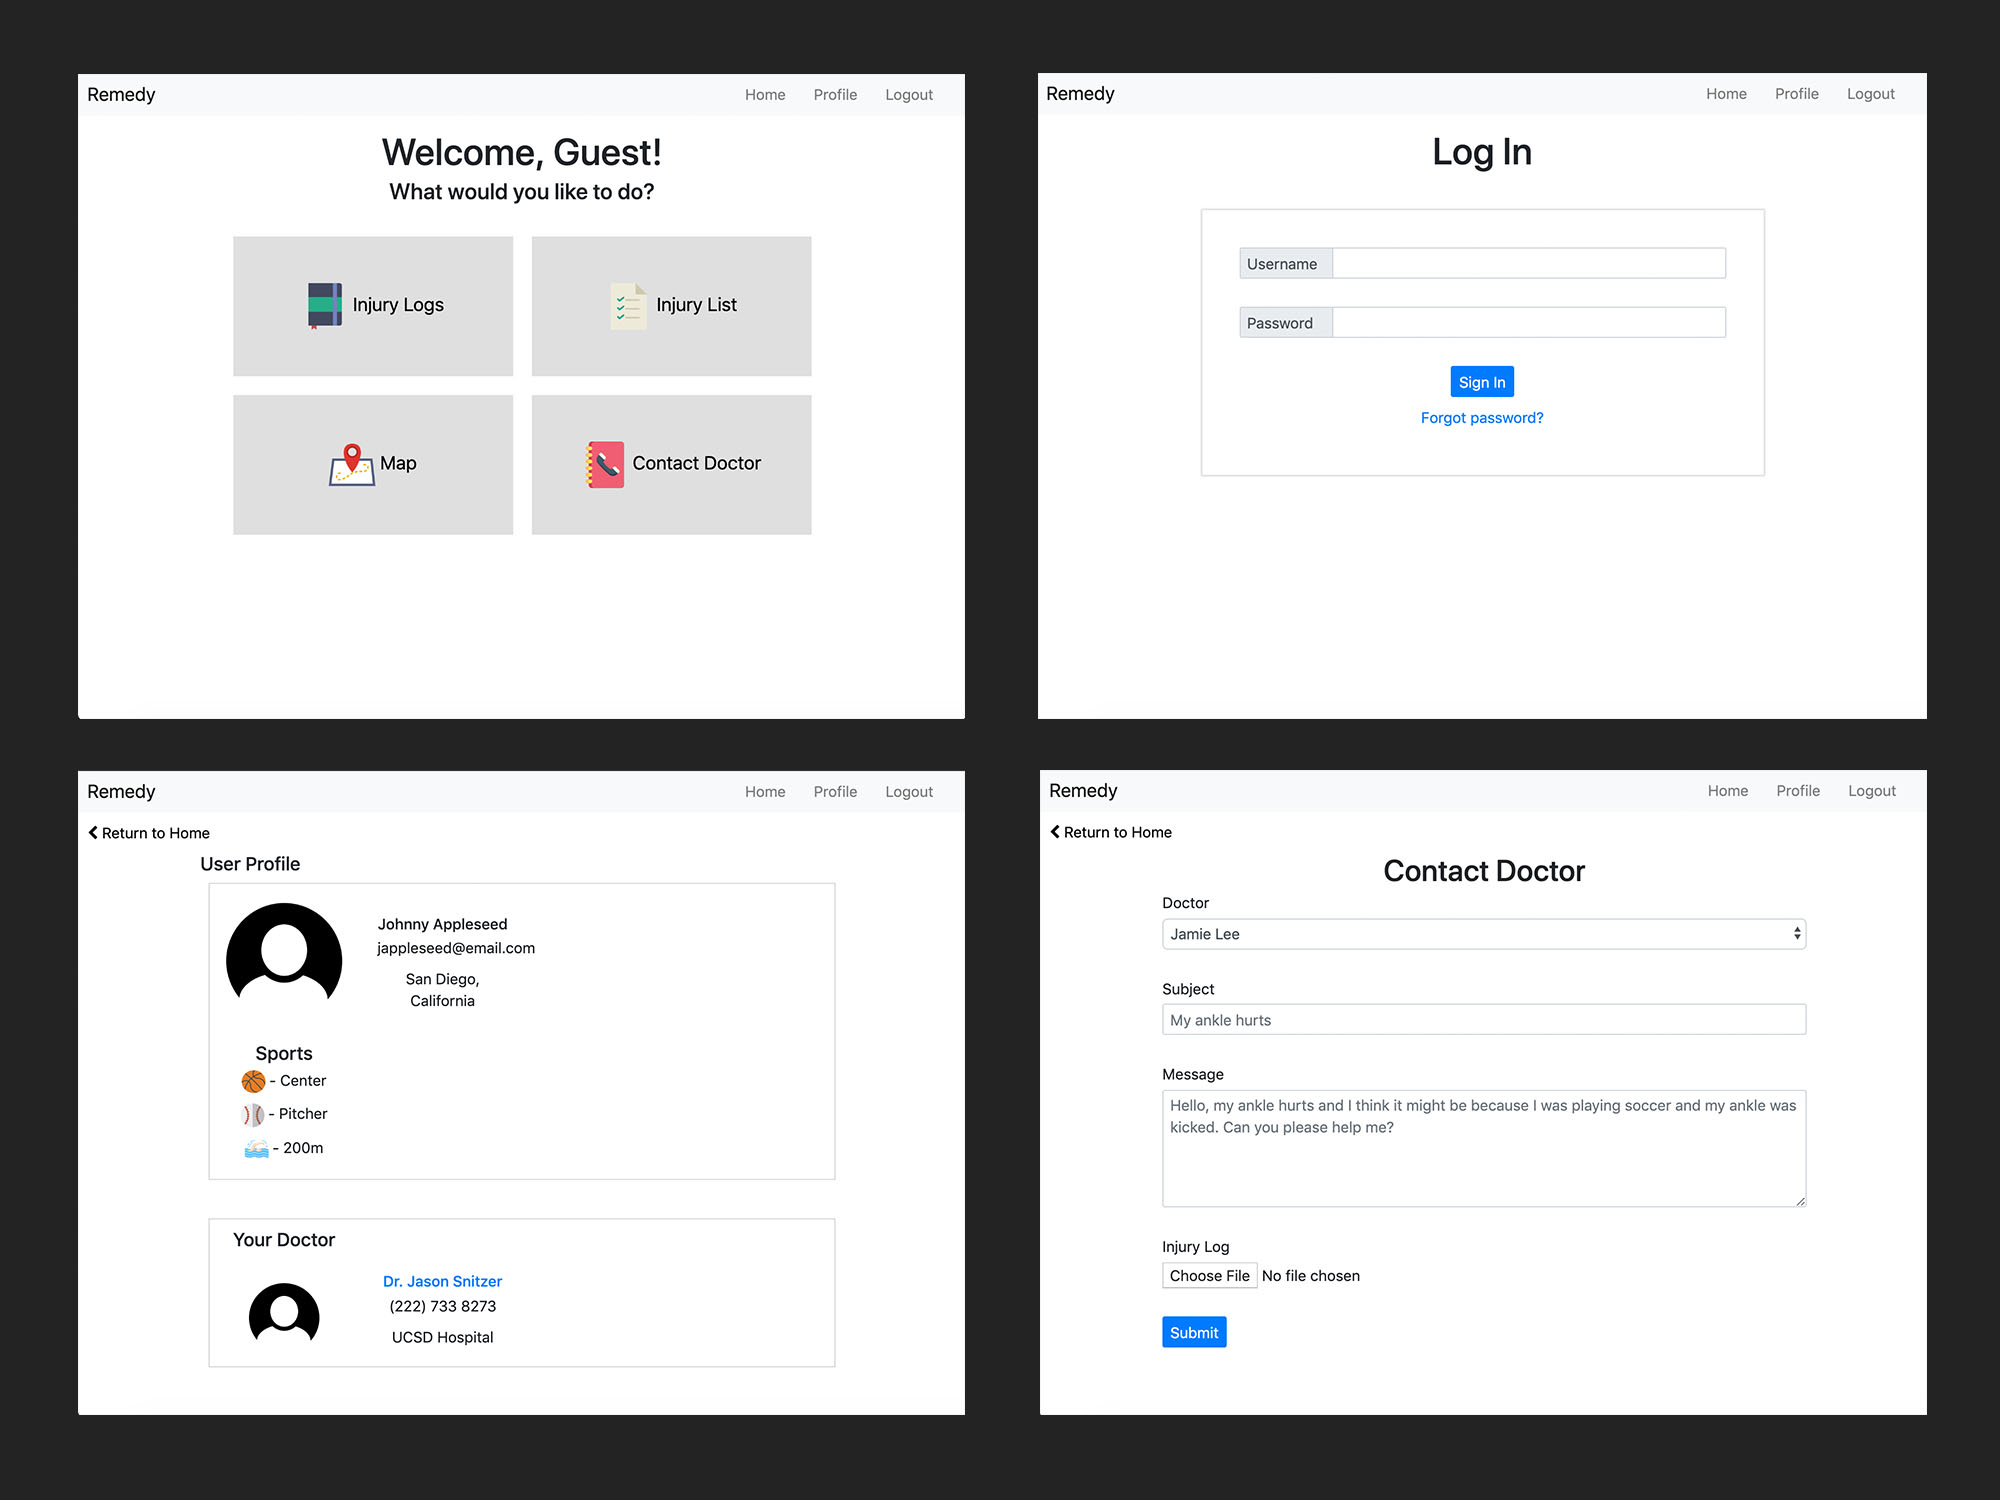 Remedy
Home Profile Logout
Welcome, Guest!
What would you like to do?
Injury Logs
Injury List
Map
Contact Doctor
Remedy
Home Profile Logout
Log In
Username
Password
Sign In
Forgot password?
Remedy
Home Profile Logout
Return to Home
User Profile
Johnny Appleseed
jappleseed@email.com
San Diego,
California
Sports
- Center
- Pitcher
- 200m
Your Doctor
Dr. Jason Snitzer
(222) 733 8273
UCSD Hospital
Remedy
Home Profile Logout
Return to Home
Contact Doctor
Doctor
Jamie Lee
Subject
My ankle hurts
Message
Hello, my ankle hurts and I think it might be because I was playing soccer and my ankle was
kicked. Can you please help me?
Injury Log
Choose File No file chosen
Submit